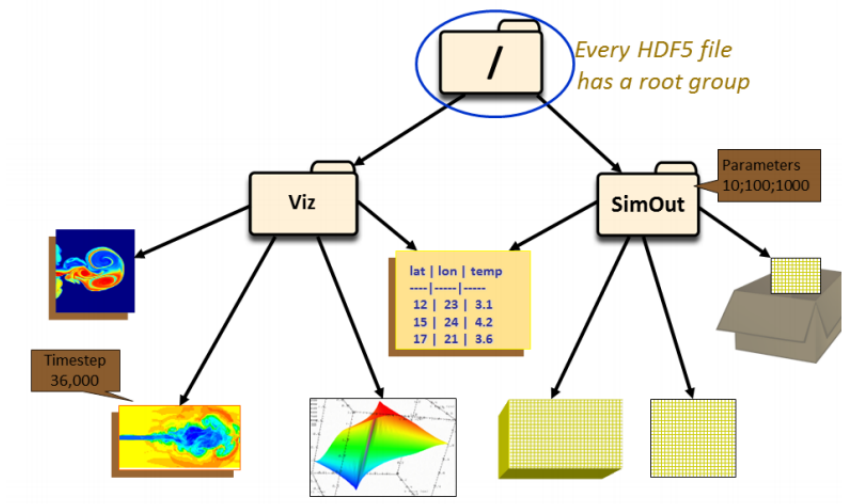 /
Every HDF5 file
has a root group
Viz
SimOut
Parameters
10;100;1000
lat | lon | temp
----|-----|-----
12 | 23 | 3.1
15 | 24 | 4.2
17 | 21 | 3.6
Timestep
36,000